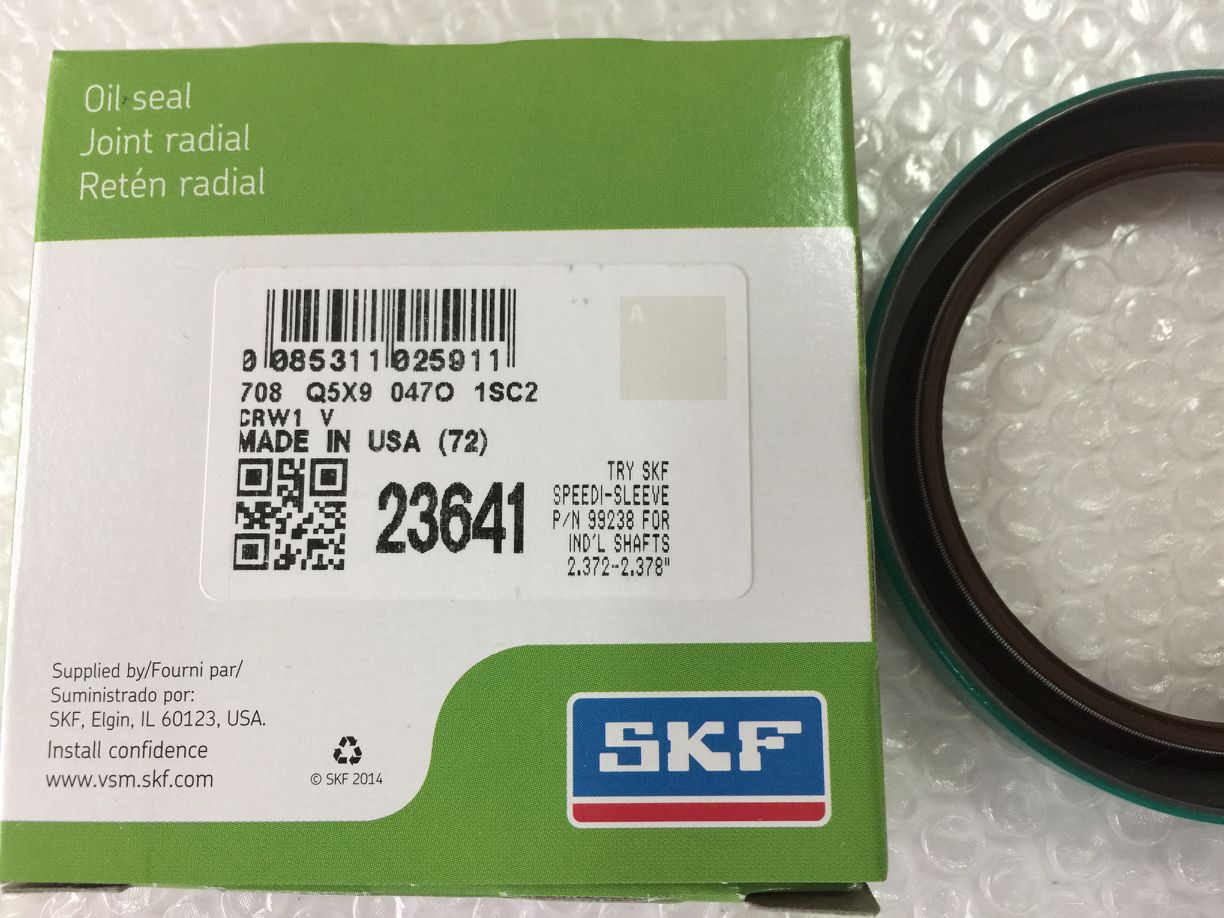 Oil seal
Joint radial
Retén radial
A
0 085311 025911
708 Q5X9 047O 1SC2
CRW1 V
MADE IN USA (72)
23641
TRY SKF
SPEEDI-SLEEVE
P/N 99238 FOR
IND'L SHAFTS
2.372-2.378"
Supplied by/Fourni par/
Suministrado por:
SKF, Elgin, IL 60123, USA.
Install confidence
www.vsm.skf.com
© SKF 2014
SKF